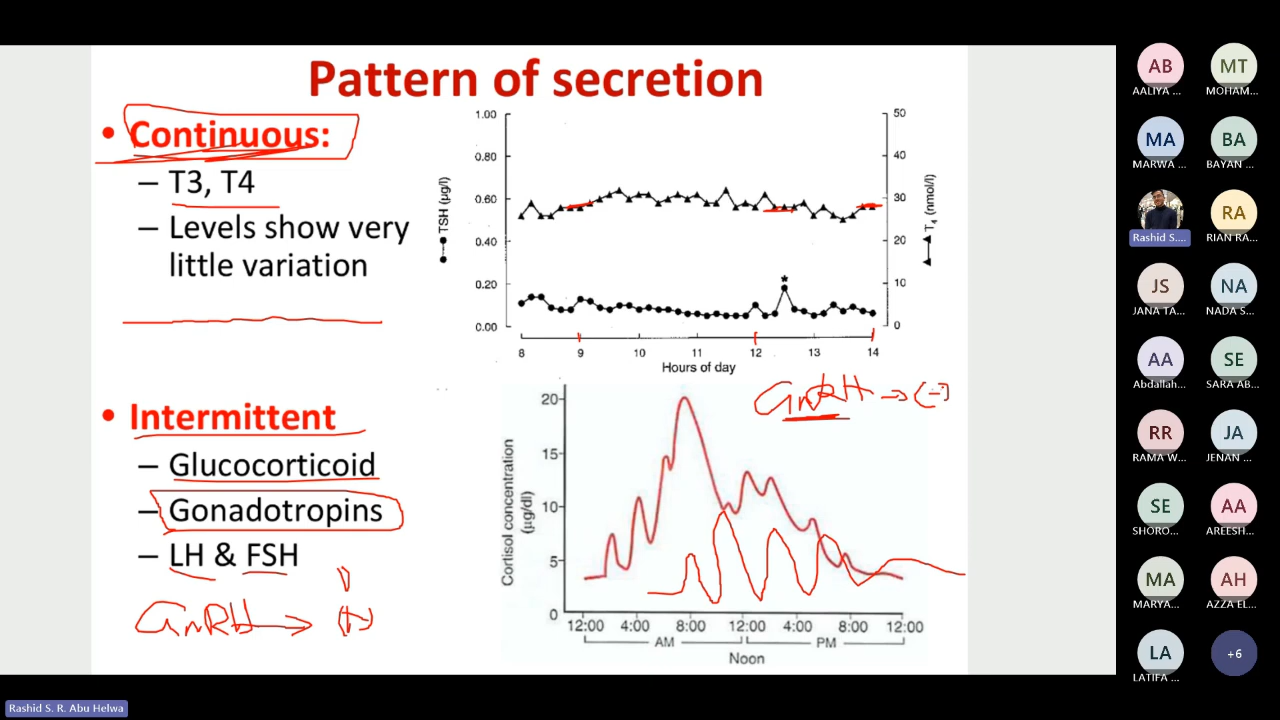 Pattern of secretion
• Continuous:
– T3, T4
– Levels show very
little variation
• Intermittent
– Glucocorticoid
– Gonadotropins
– LH & FSH
GnRH → (+)
TSH (µg/l)
1.00
0.80
0.60
0.40
0.20
0.00
50
40
30
20
10
0
T4 (nmol/l)
*
8 9 10 11 12 13 14
Hours of day
GnRH → (-)
Cortisol concentration
(µg/dl)
20
15
10
5
0
12:00 4:00 8:00 12:00 4:00 8:00 12:00
AM PM
Noon
AB
AALIYA ...
MT
MOHAM...
MA
MARWA ...
BA
BAYAN ...
Rashid S....
RA
RIAN RA...
JS
JANA TA...
NA
NADA S...
AA
Abdallah...
SE
SARA AB...
RR
RAMA W...
JA
JENAN ...
SE
SHORO...
AA
AREESH...
MA
MARYA...
AH
AZZA EL...
LA
LATIFA ...
+6
Rashid S. R. Abu Helwa